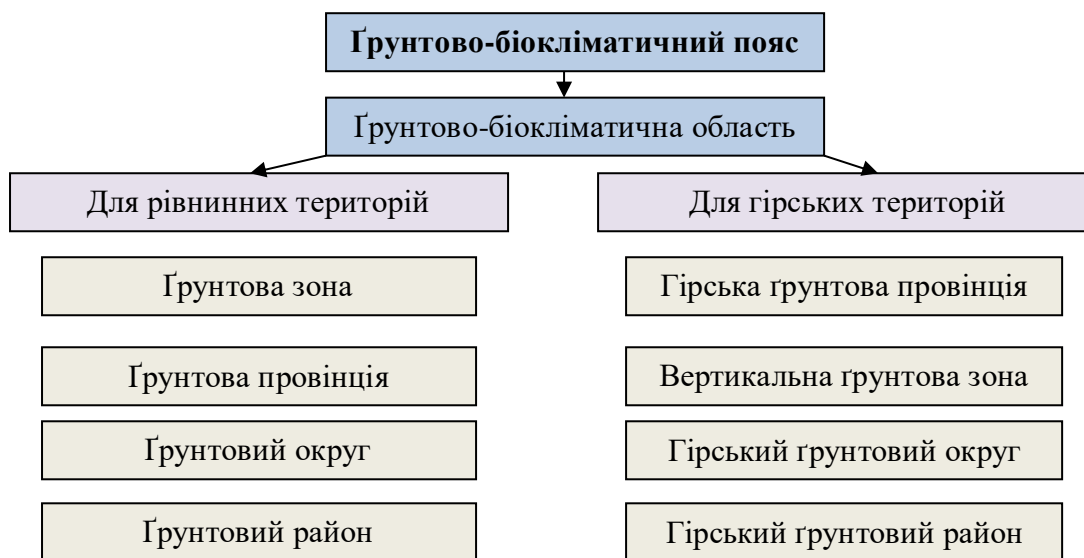 Ґрунтово-біокліматичний пояс
Ґрунтово-біокліматична область
Для рівнинних територій
Для гірських територій
Ґрунтова зона
Гірська ґрунтова провінція
Ґрунтова провінція
Вертикальна ґрунтова зона
Ґрунтовий округ
Гірський ґрунтовий округ
Ґрунтовий район
Гірський ґрунтовий район